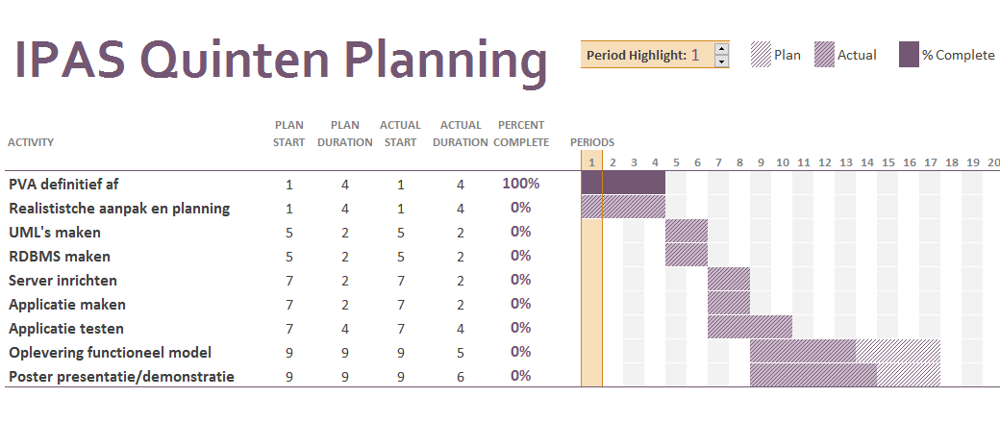 IPAS Quinten Planning
Period Highlight: 1
Plan
Actual
% Complete
PLAN PLAN ACTUAL ACTUAL PERCENT
ACTIVITY START DURATION START DURATION COMPLETE PERIODS
1 2 3 4 5 6 7 8 9 10 11 12 13 14 15 16 17 18 19 20
PVA definitief af 1 4 1 4 100%
Realististche aanpak en planning 1 4 1 4 0%
UML's maken 5 2 5 2 0%
RDBMS maken 5 2 5 2 0%
Server inrichten 7 2 7 2 0%
Applicatie maken 7 2 7 2 0%
Applicatie testen 7 4 7 4 0%
Oplevering functioneel model 9 9 9 5 0%
Poster presentatie/demonstratie 9 9 9 6 0%